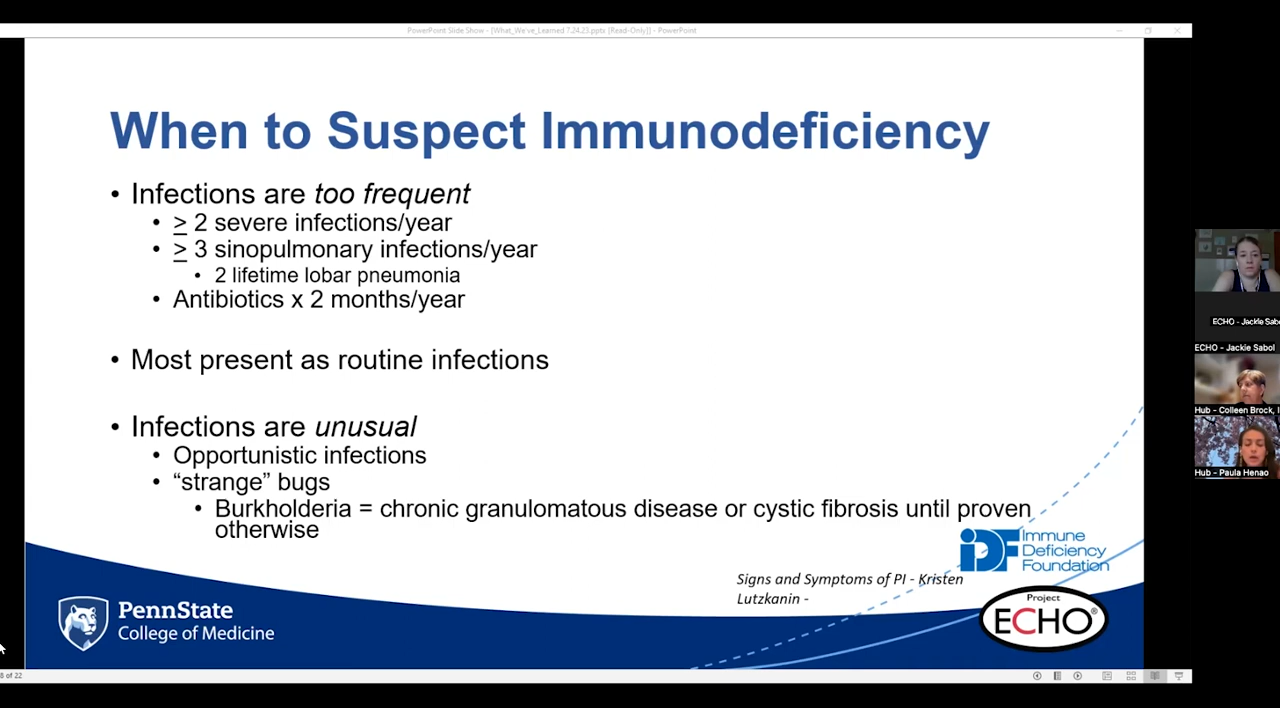 PowerPoint Slide Show - [What_We've_Learned 7.24.23.pptx [Read-Only]] - PowerPoint
When to Suspect Immunodeficiency
• Infections are too frequent
• ≥ 2 severe infections/year
• ≥ 3 sinopulmonary infections/year
• 2 lifetime lobar pneumonia
• Antibiotics x 2 months/year
• Most present as routine infections
• Infections are unusual
• Opportunistic infections
• “strange” bugs
• Burkholderia = chronic granulomatous disease or cystic fibrosis until proven
otherwise
IDF Immune
Deficiency
Foundation
Signs and Symptoms of PI - Kristen
Lutzkanin -
Project
ECHO®
PennState
College of Medicine
8 of 22
ECHO - Jackie Sabo
ECHO - Jackie Sabol
Hub - Colleen Brock,
Hub - Paula Henao